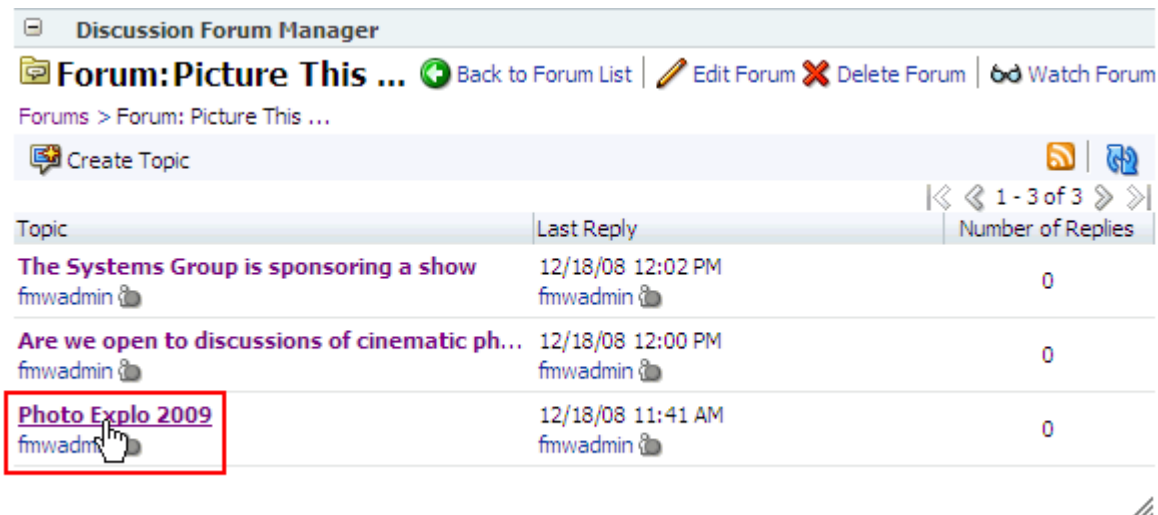 Discussion Forum Manager
Forum: Picture This ... Back to Forum List Edit Forum Delete Forum Watch Forum
Forums > Forum: Picture This ...
Create Topic
1 - 3 of 3
Topic Last Reply Number of Replies
The Systems Group is sponsoring a show 12/18/08 12:02 PM
fmwadmin fmwadmin 0
Are we open to discussions of cinematic ph... 12/18/08 12:00 PM
fmwadmin fmwadmin 0
Photo Explo 2009 12/18/08 11:41 AM
fmwadm fmwadmin 0